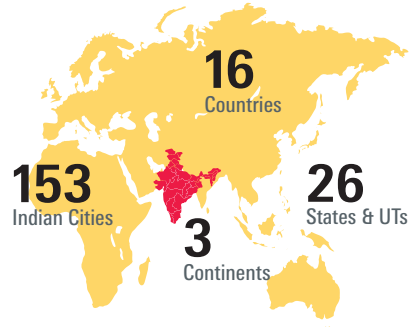 16
Countries
153
Indian Cities
26
States & UTs
3
Continents